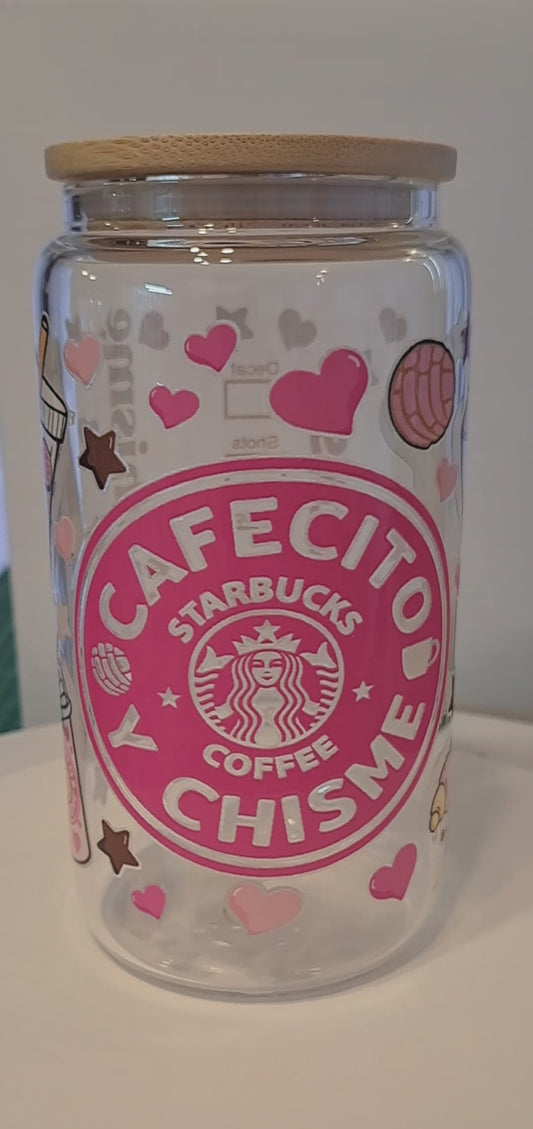 CAFECITO
STARBUCKS
COFFEE
Y CHISME
Decaf
Shots